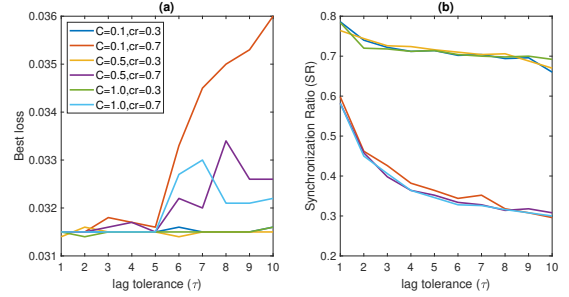 (a)
0.036
0.035
0.034
0.033
0.032
0.031
Best loss
C=0.1,cr=0.3
C=0.1,cr=0.7
C=0.5,cr=0.3
C=0.5,cr=0.7
C=1.0,cr=0.3
C=1.0,cr=0.7
1 2 3 4 5 6 7 8 9 10
lag tolerance (τ)
(b)
0.8
0.7
0.6
0.5
0.4
0.3
0.2
Synchronization Ratio (SR)
1 2 3 4 5 6 7 8 9 10
lag tolerance (τ)